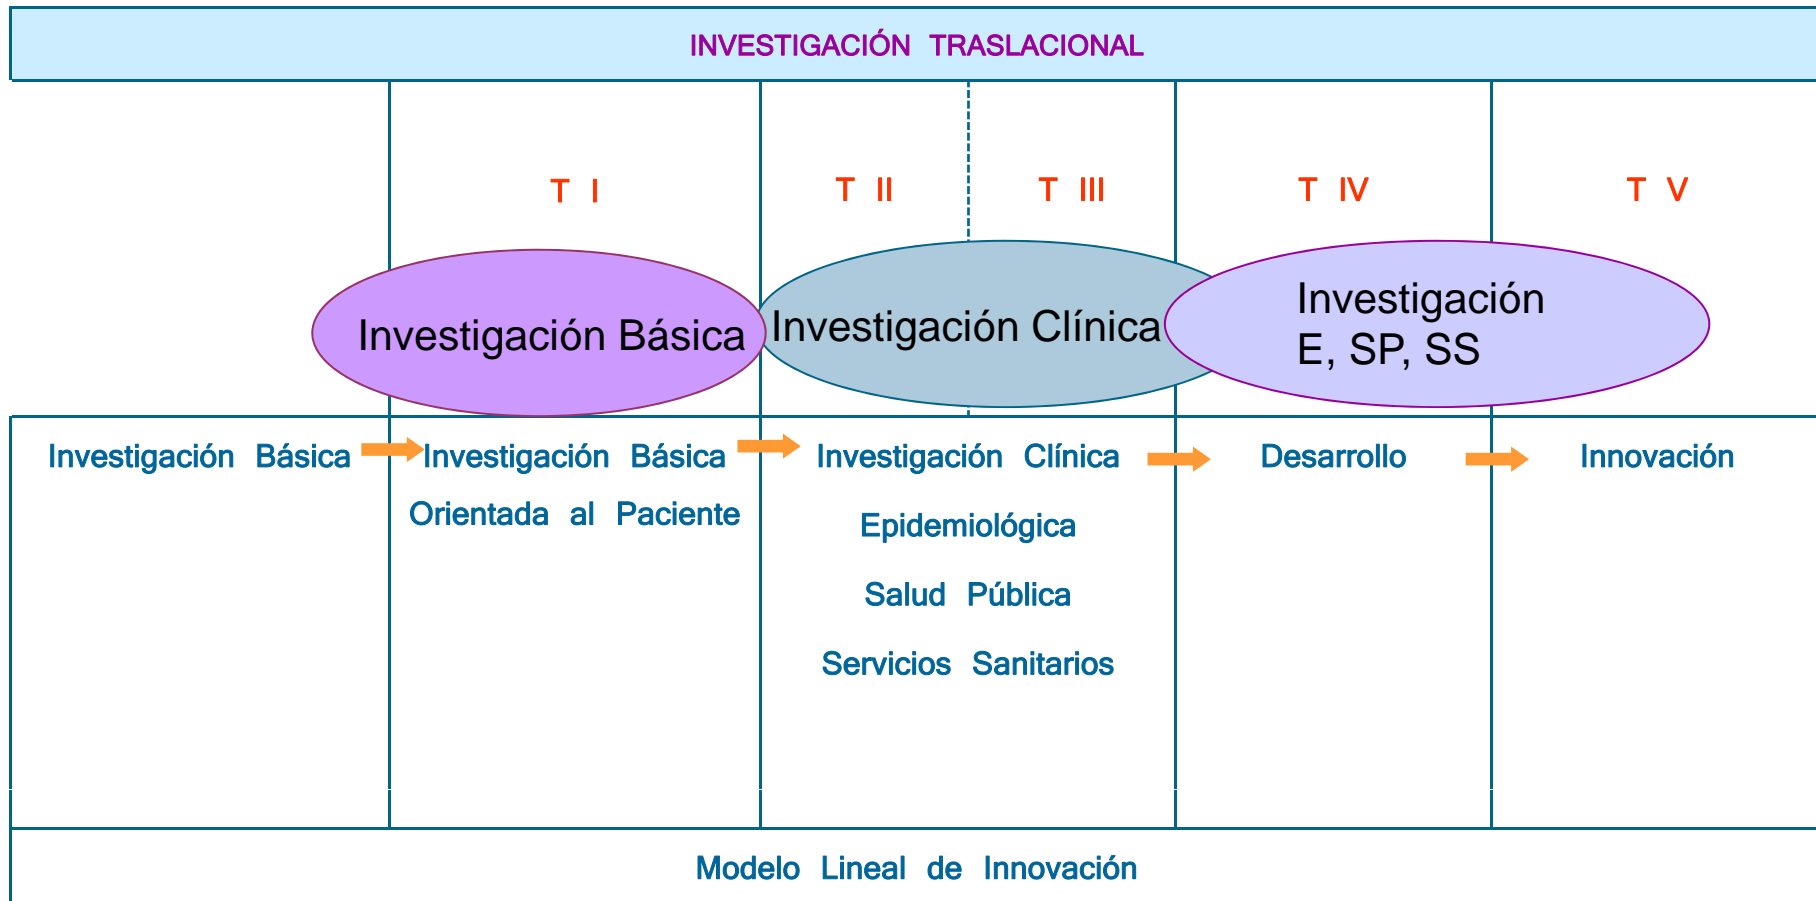 INVESTIGACIÓN TRASLACIONAL
T I
T II
T III
T IV
T V
Investigación Básica
Investigación Clínica
Investigación
E, SP, SS
Investigación Básica
Investigación Básica
Orientada al Paciente
Investigación Clínica
Epidemiológica
Salud Pública
Servicios Sanitarios
Desarrollo
Innovación
Modelo Lineal de Innovación